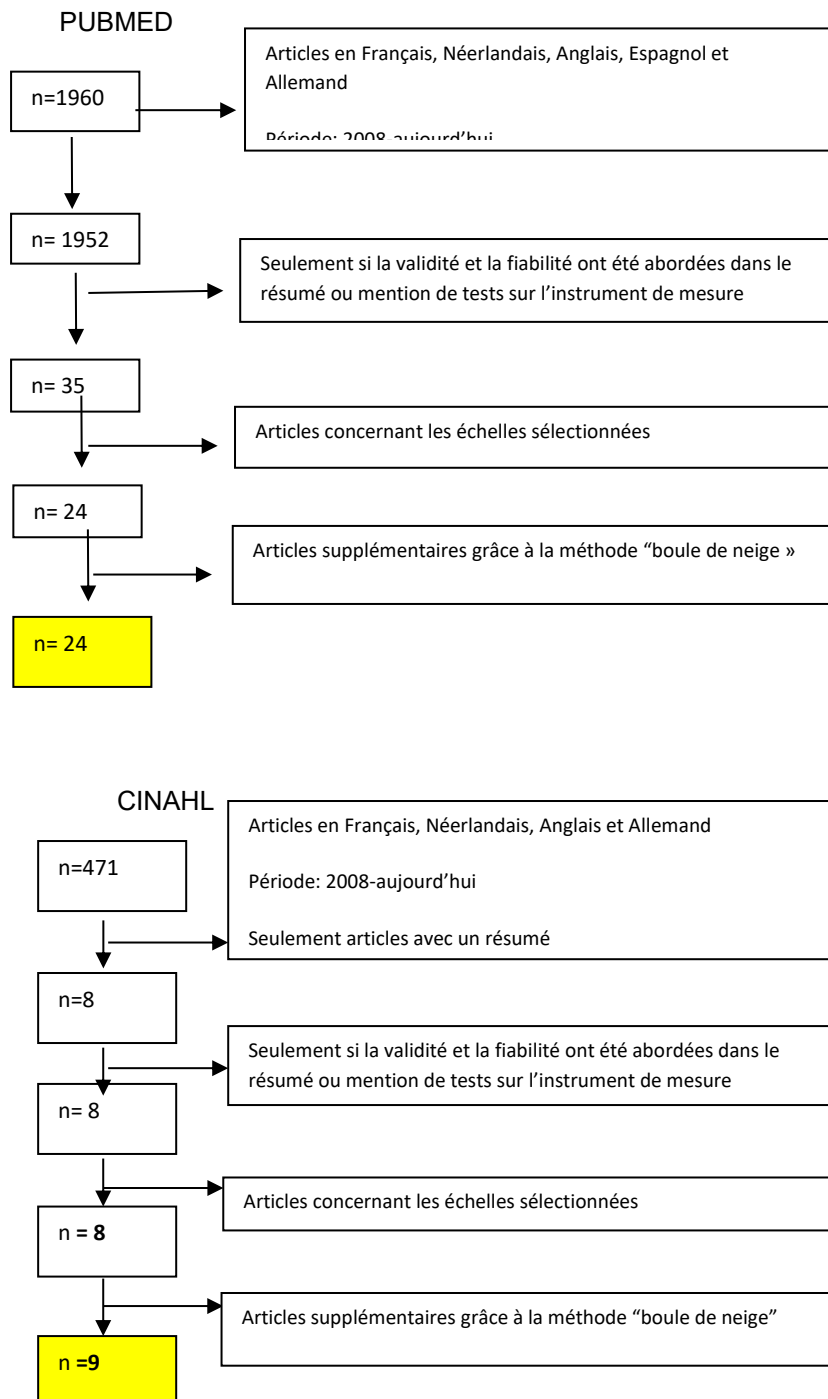 PUBMED
Articles en Français, Néerlandais, Anglais, Espagnol et
Allemand
n=1960
Période: 2008-aujourd’hui
n= 1952
Seulement si la validité et la fiabilité ont été abordées dans le
résumé ou mention de tests sur l’instrument de mesure
n= 35
Articles concernant les échelles sélectionnées
n= 24
Articles supplémentaires grâce à la méthode “boule de neige »
n= 24
CINAHL
Articles en Français, Néerlandais, Anglais et Allemand
n=471
Période: 2008-aujourd’hui
Seulement articles avec un résumé
n=8
Seulement si la validité et la fiabilité ont été abordées dans le
résumé ou mention de tests sur l’instrument de mesure
n= 8
Articles concernant les échelles sélectionnées
n = 8
Articles supplémentaires grâce à la méthode “boule de neige”
n =9